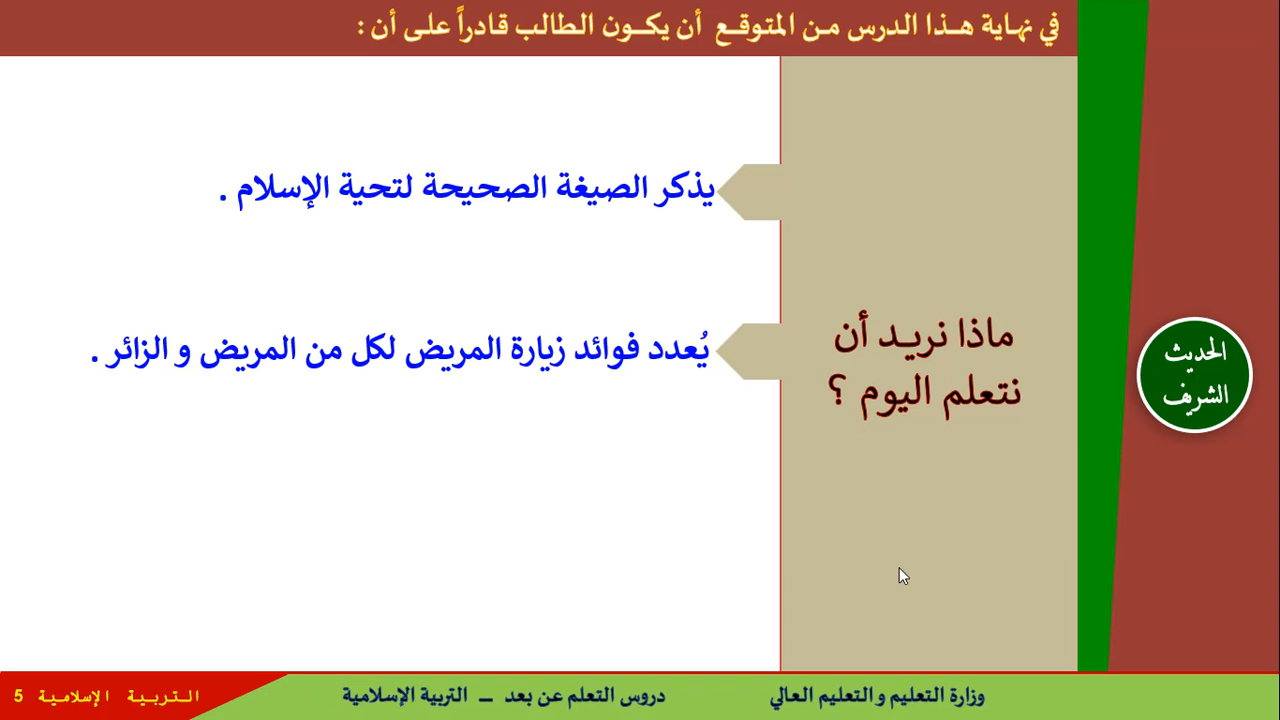 في نهاية هـذا الدرس مـن المتوقـع أن يكـون الطالب قادراً علـى أن :
يذكر الصيغة الصحيحة لتحية الإسلام .
ماذا نريـد أن
نتعلم اليوم ؟
يُعدد فوائد زيارة المريض لكل من المريض و الزائر .
الحديث
الشريف
وزارة التعليم و التعليم العالي
دروس التعلم عن بعد – التربية الإسلامية
التربية الإسلامية 5